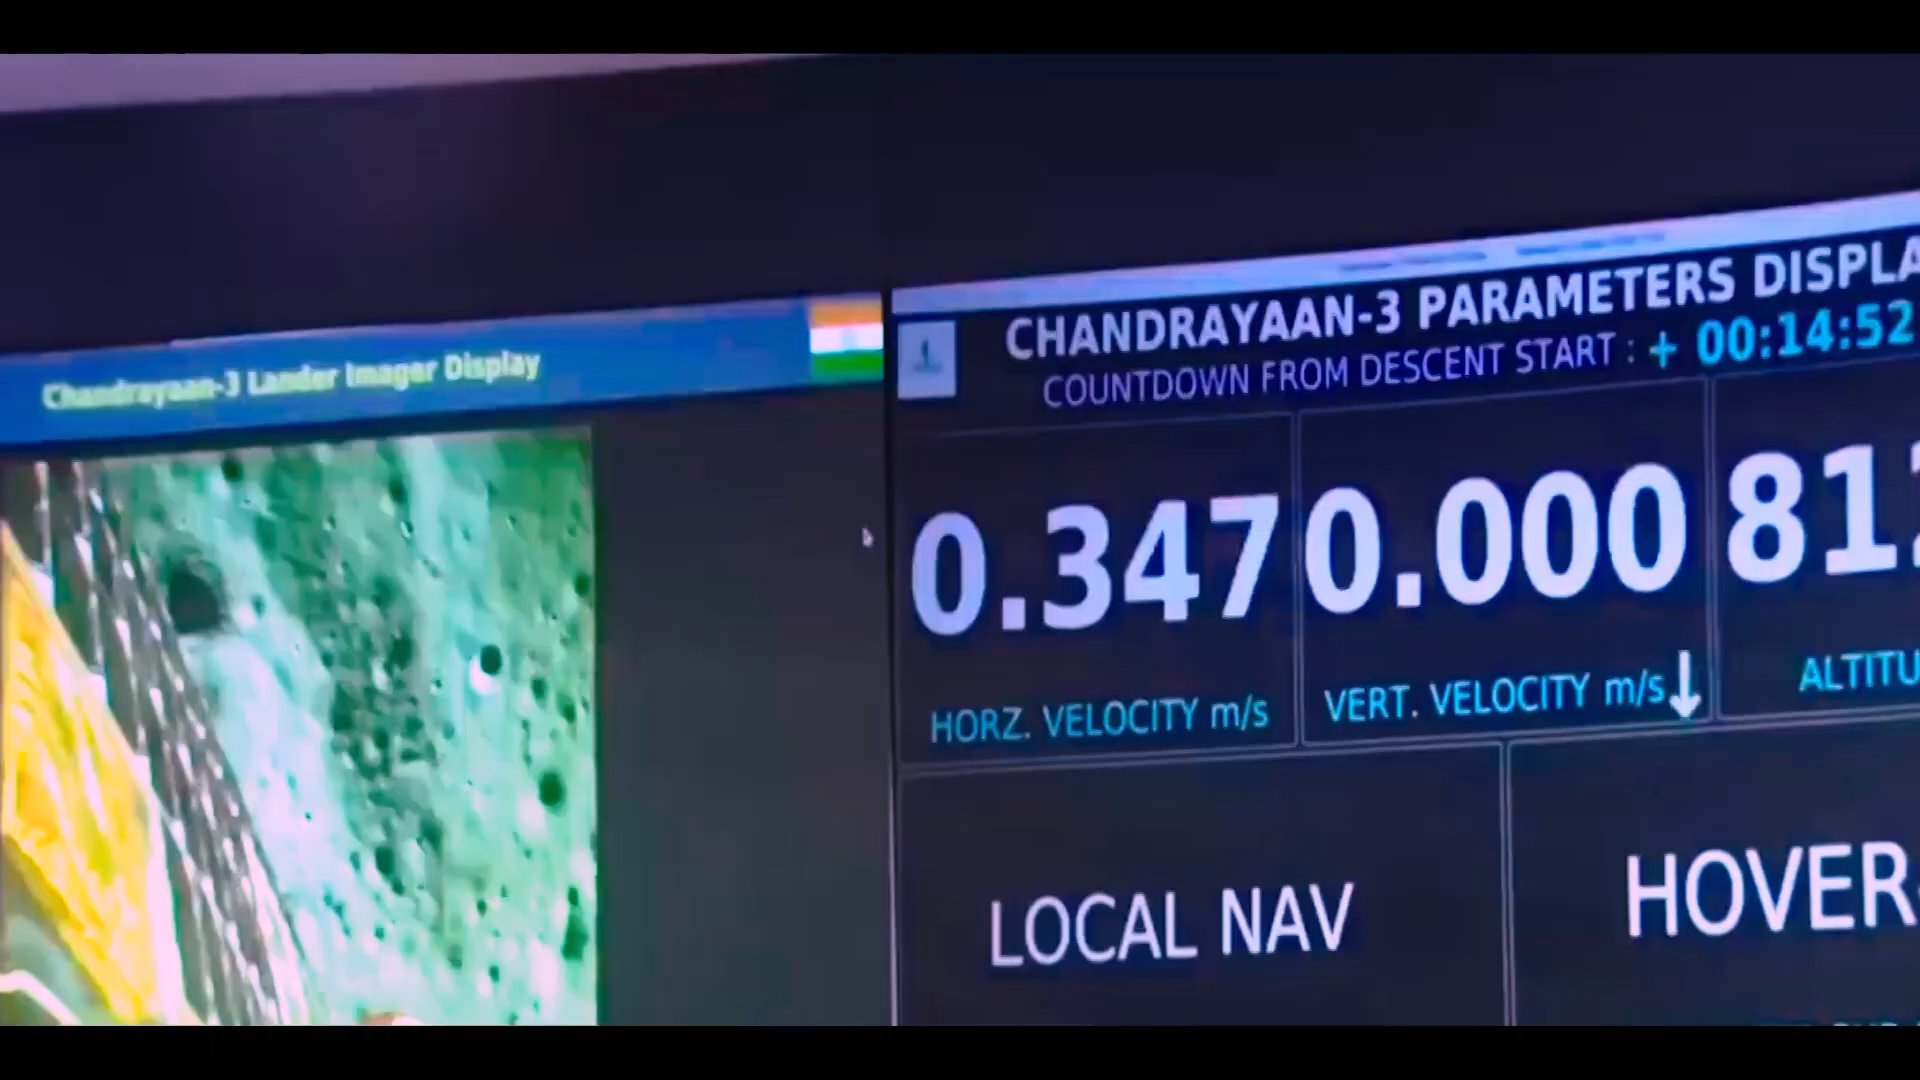 Chandrayaan-3 Lander Imager Display
CHANDRAYAAN-3 PARAMETERS DISPLA
COUNTDOWN FROM DESCENT START : + 00:14:52
0.347
HORZ. VELOCITY m/s
0.000
VERT. VELOCITY m/s
81
ALTITU
LOCAL NAV
HOVER